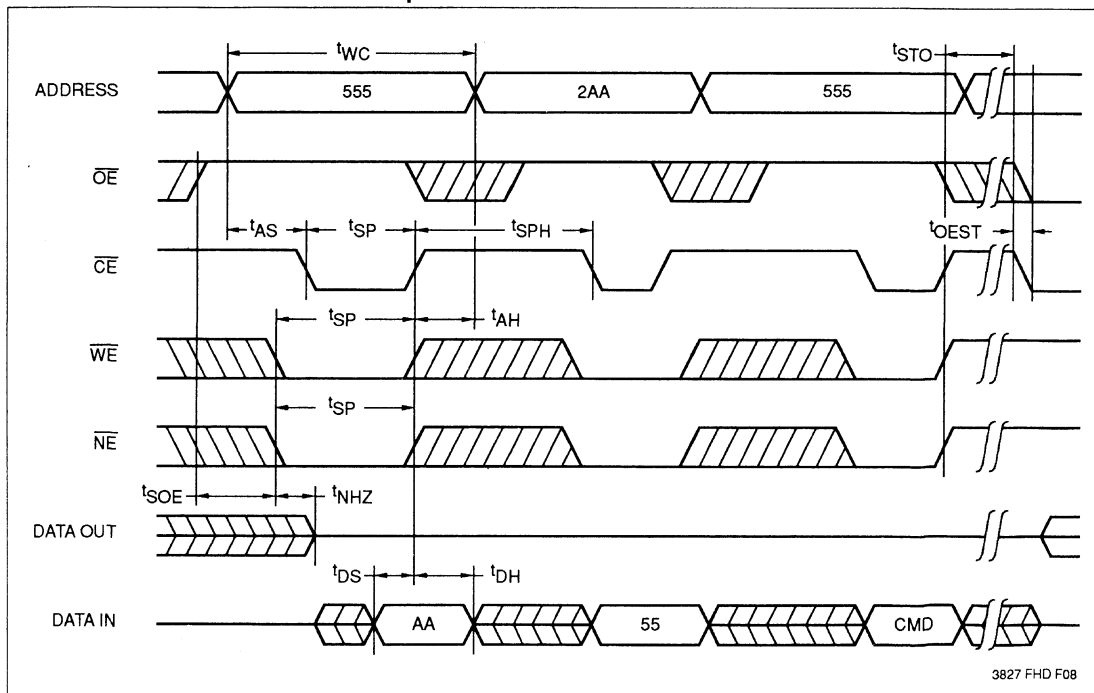 tWC
tSTO
ADDRESS
555
2AA
555
OE
tAS
tSP
tSPH
tOEST
CE
tSP
tAH
WE
tSP
NE
tSOE
tNHZ
DATA OUT
tDS
tDH
DATA IN
AA
55
CMD
3827 FHD F08